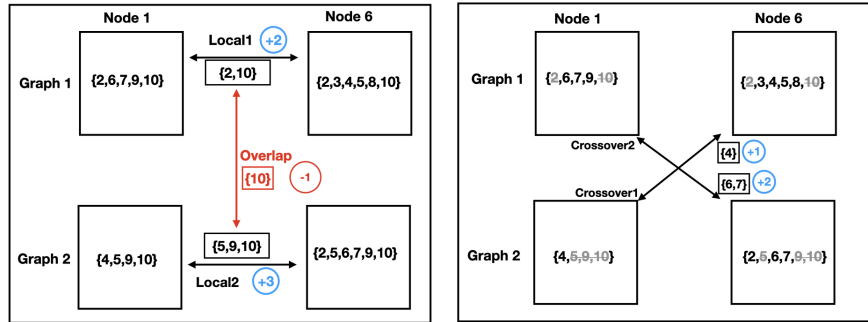 Node 1
Node 6
Local1
+2
{2,10}
Graph 1
{2,6,7,9,10}
{2,3,4,5,8,10}
Overlap
{10}
-1
{5,9,10}
Graph 2
{4,5,9,10}
{2,5,6,7,9,10}
Local2
+3
Node 1
Node 6
Graph 1
{2,6,7,9,10}
{2,3,4,5,8,10}
Crossover2
{4}
+1
{6,7}
+2
Crossover1
Graph 2
{4,5,9,10}
{2,5,6,7,9,10}